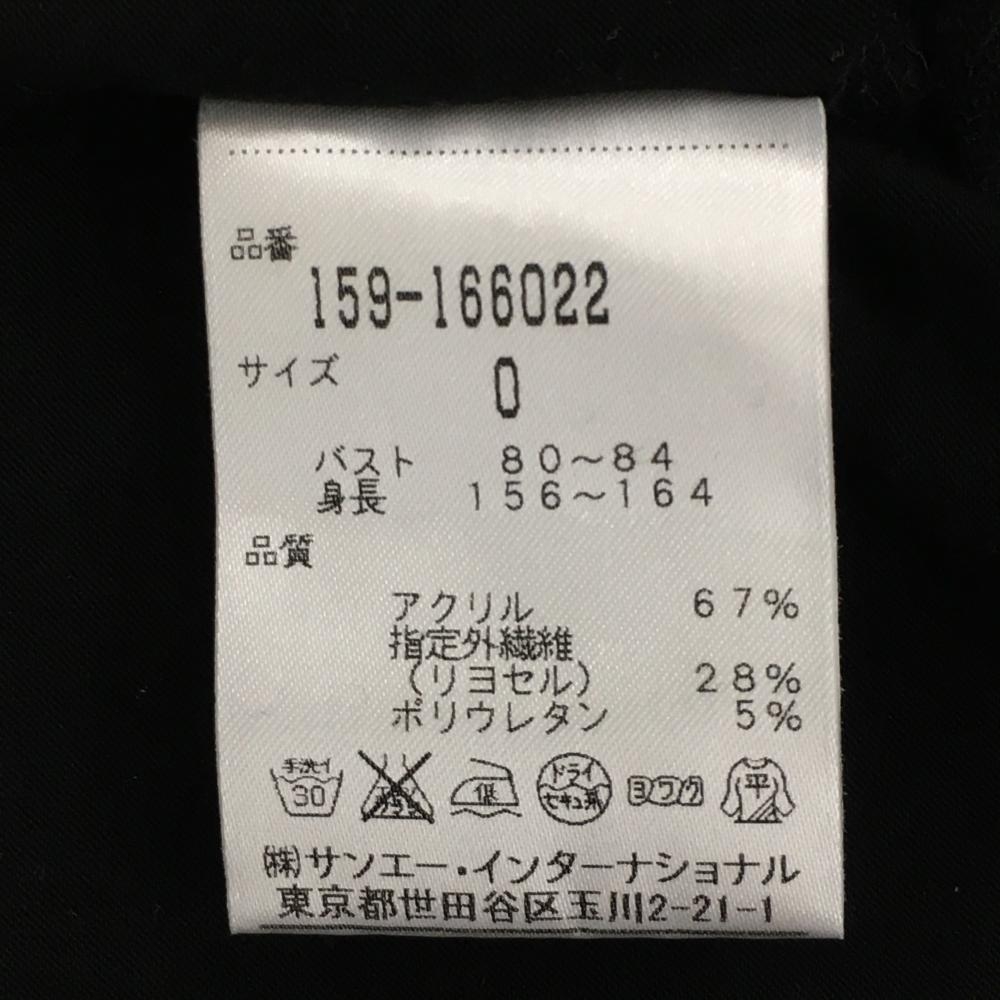 品番
159-166022
サイズ 0
バスト 80〜84
身長 156〜164
品質
アクリル 67%
指定外繊維
（リヨセル） 28%
ポリウレタン 5%
手洗イ 30 低 ドライ セキユ系 ヨワク 平
㈱サンエー・インターナショナル
東京都世田谷区玉川2-21-1